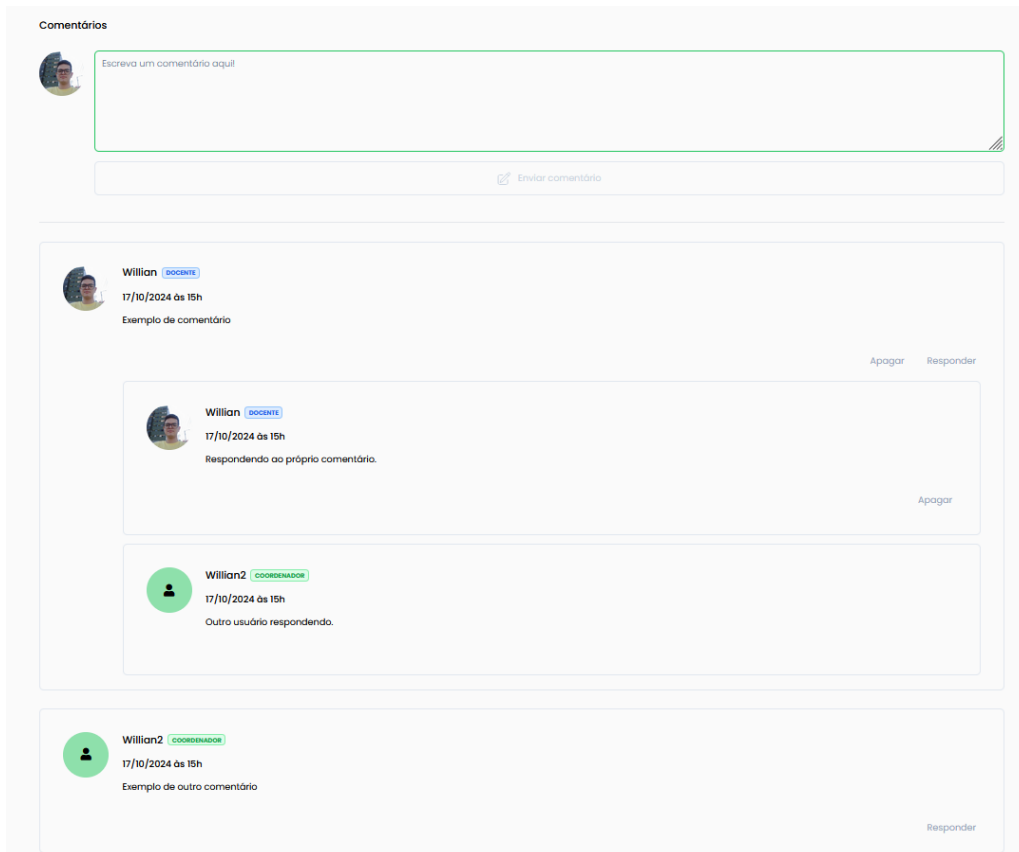 Comentários
Escreva um comentário aqui!
Enviar comentário
Willian DOCENTE
17/10/2024 às 15h
Exemplo de comentário
Apagar Responder
Willian DOCENTE
17/10/2024 às 15h
Respondendo ao próprio comentário.
Apagar
Willian2 COORDENADOR
17/10/2024 às 15h
Outro usuário respondendo.
Willian2 COORDENADOR
17/10/2024 às 15h
Exemplo de outro comentário
Responder